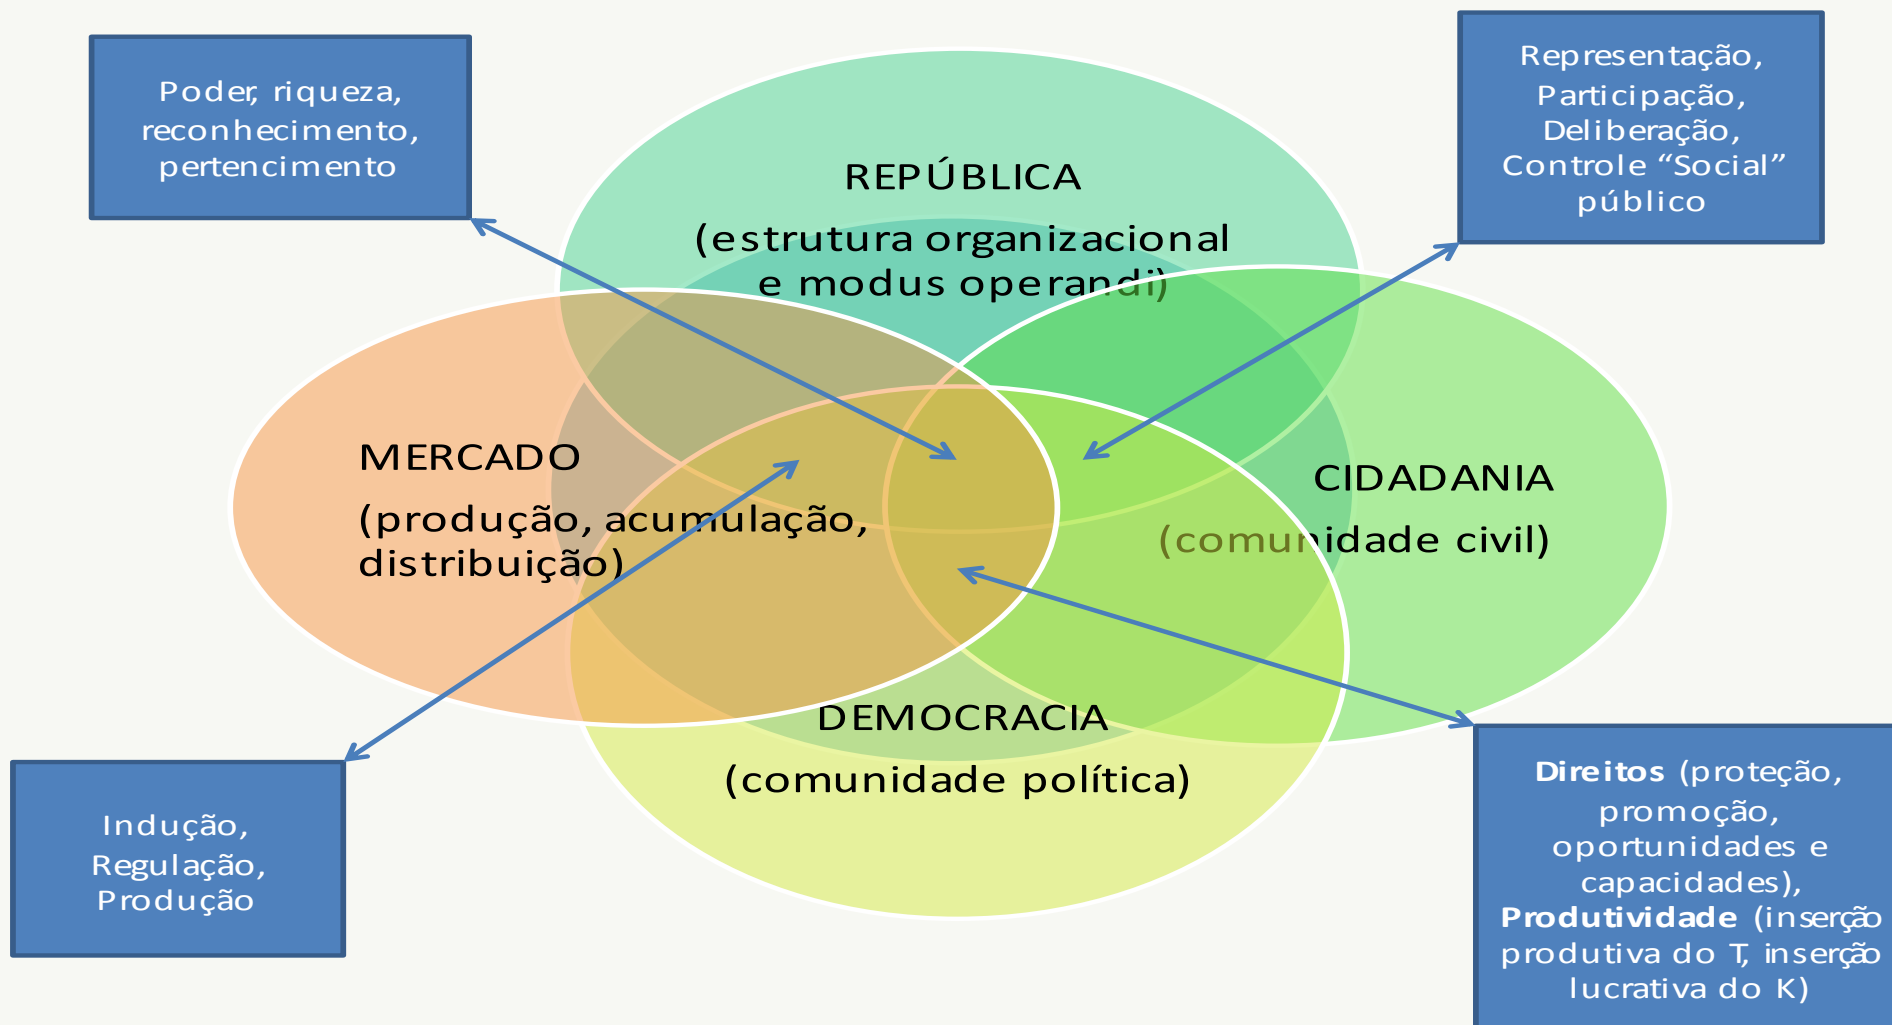 Poder, riqueza,
reconhecimento,
pertencimento
Representação,
Participação,
Deliberação,
Controle “Social”
público
REPÚBLICA
(estrutura organizacional
e modus operandi)
MERCADO
(produção, acumulação,
distribuição)
CIDADANIA
(comunidade civil)
DEMOCRACIA
(comunidade política)
Indução,
Regulação,
Produção
Direitos (proteção,
promoção,
oportunidades e
capacidades),
Produtividade (inserção
produtiva do T, inserção
lucrativa do K)